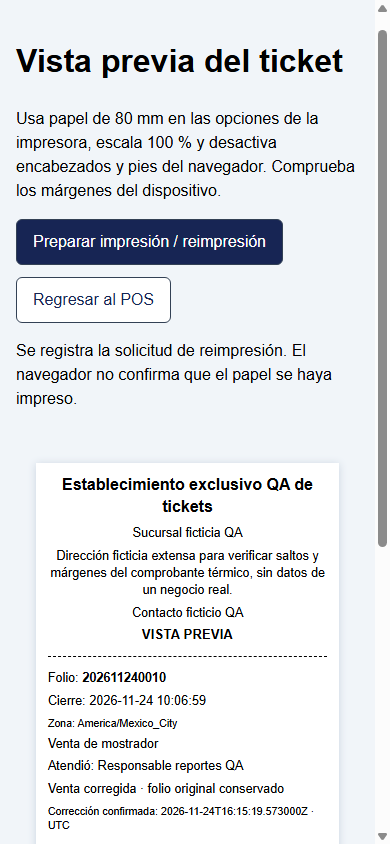 Vista previa del ticket
Usa papel de 80 mm en las opciones de la
impresora, escala 100 % y desactiva
encabezados y pies del navegador. Comprueba
los márgenes del dispositivo.
Preparar impresión / reimpresión
Regresar al POS
Se registra la solicitud de reimpresión. El
navegador no confirma que el papel se haya
impreso.
Establecimiento exclusivo QA de
tickets
Sucursal ficticia QA
Dirección ficticia extensa para verificar saltos y
márgenes del comprobante térmico, sin datos de
un negocio real.
Contacto ficticio QA
VISTA PREVIA
Folio: 202611240010
Cierre: 2026-11-24 10:06:59
Zona: America/Mexico_City
Venta de mostrador
Atendió: Responsable reportes QA
Venta corregida · folio original conservado
Corrección confirmada: 2026-11-24T16:15:19.573000Z ·
UTC